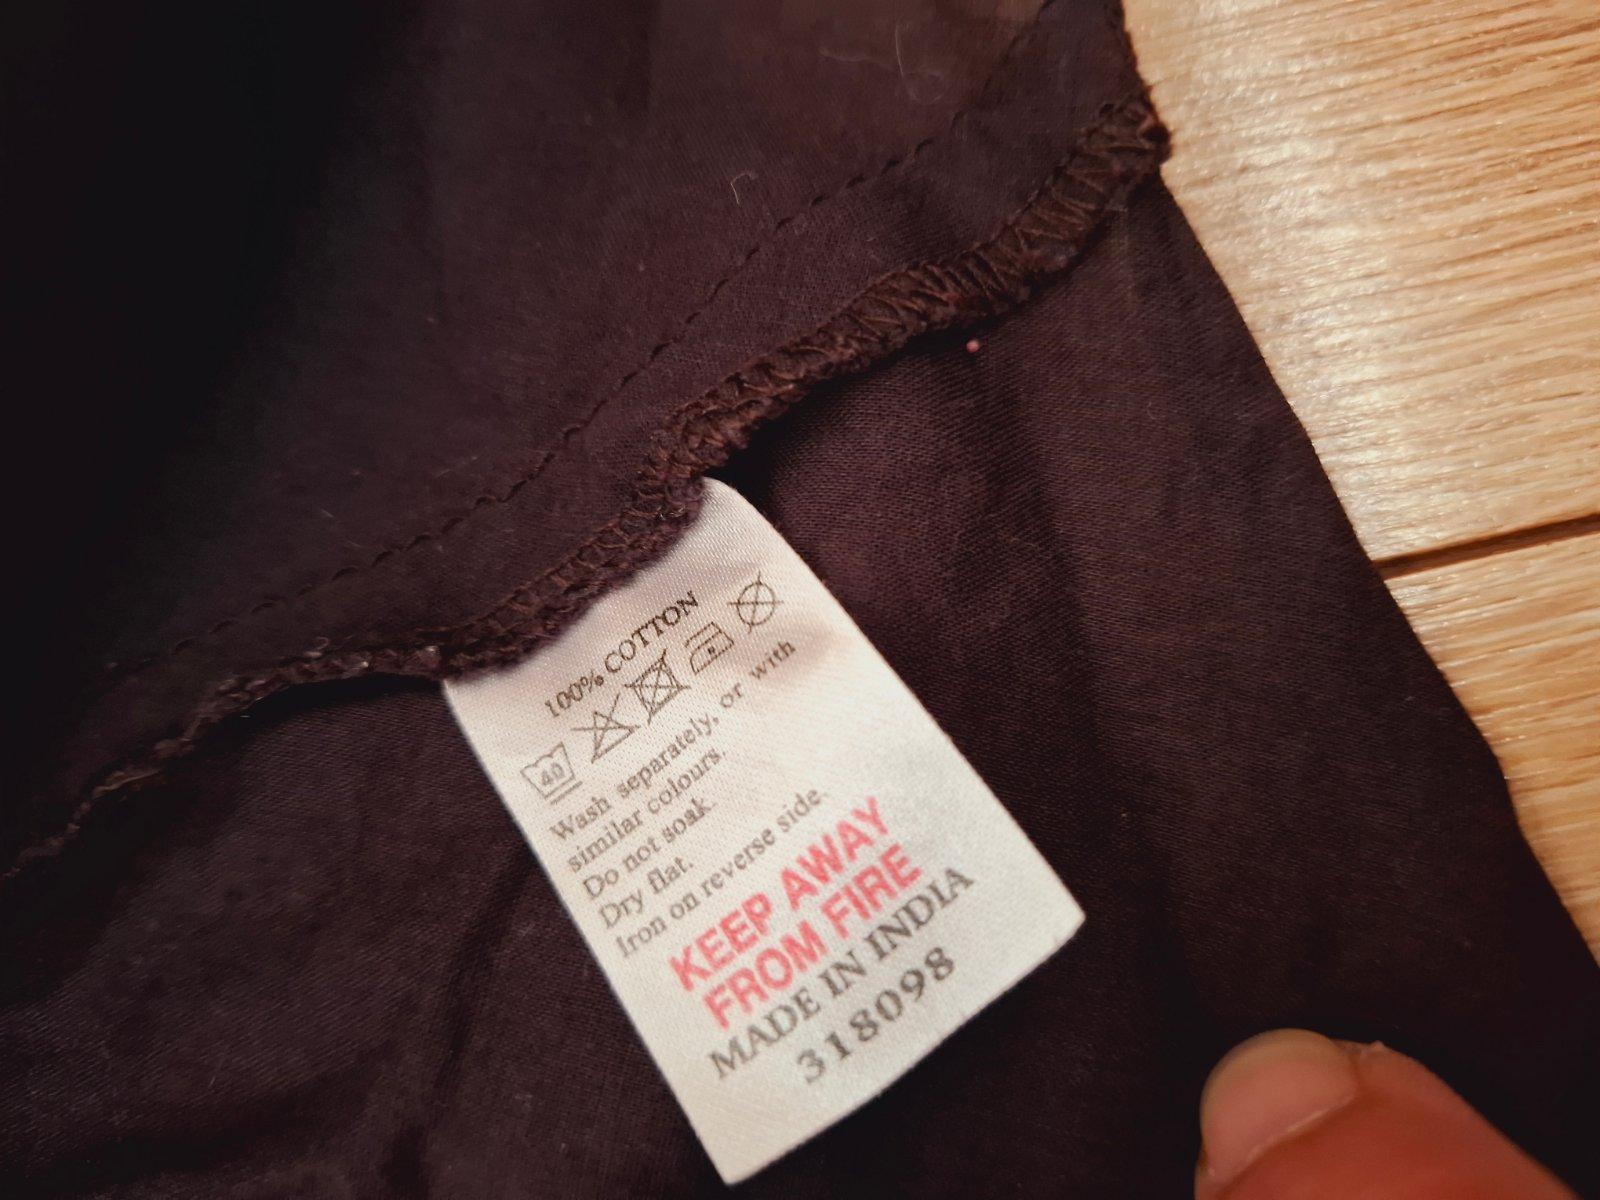 100% COTTON
40
Wash separately, or with
similar colours.
Do not soak.
Dry flat.
Iron on reverse side.
KEEP AWAY
FROM FIRE
MADE IN INDIA
318098